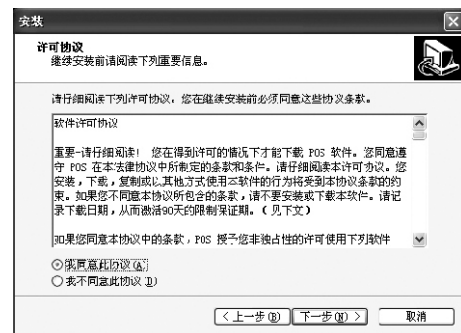 安装
许可协议
继续安装前请阅读下列重要信息。
请仔细阅读下列许可协议，您在继续安装前必须同意这些协议条款。
软件许可协议
重要-请仔细阅读! 您在得到许可的情况下才能下载 POS 软件。您同意遵
守 POS 在本法律协议中所制定的条款和条件。请仔细阅读本许可协议。您
安装，下载，复制或以其他方式使用本软件的行为将受到本协议条款的约
束。如果您不同意本协议所包含的条款，请不要安装或下载本软件。请记
录下载日期，从而激活90天的限制保证期。（见下文）
如果您同意本协议中的条款，POS 授予您非独占性的许可使用下列软件
我同意此协议(A)
我不同意此协议(D)
<上一步(B)
下一步(N)>
取消